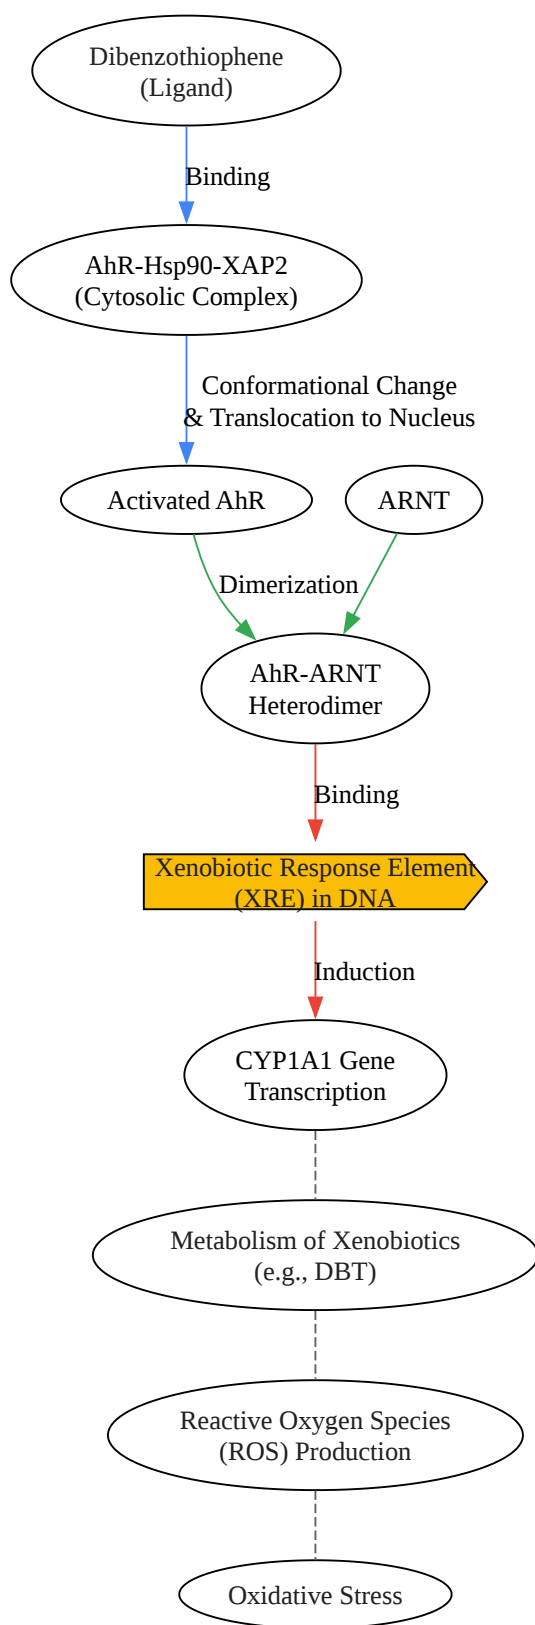 Dibenzothiophene
(Ligand)
Binding
AhR-Hsp90-XAP2
(Cytosolic Complex)
Conformational Change
& Translocation to Nucleus
Activated AhR
ARNT
Dimerization
AhR-ARNT
Heterodimer
Binding
Xenobiotic Response Element
(XRE) in DNA
Induction
CYP1A1 Gene
Transcription
Metabolism of Xenobiotics
(e.g., DBT)
Reactive Oxygen Species
(ROS) Production
Oxidative Stress